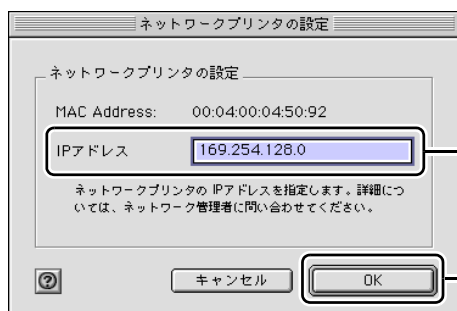 ネットワークプリンタの設定
ネットワークプリンタの設定
MAC Address: 00:04:00:04:50:92
IPアドレス 169.254.128.0
ネットワークプリンタの IPアドレスを指定します。詳細につ
いては、ネットワーク管理者に問い合わせてください。
? キャンセル OK